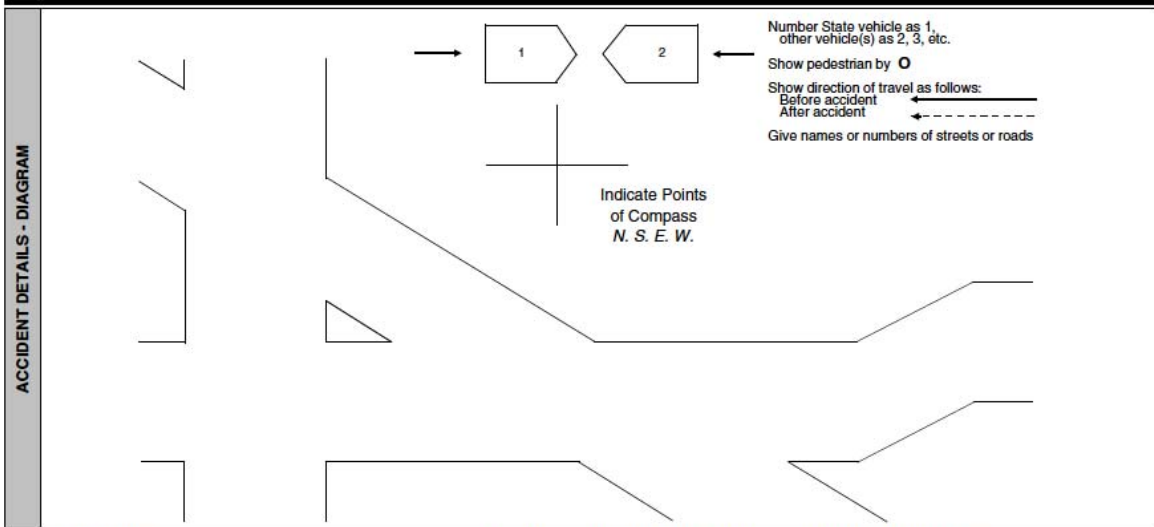 ACCIDENT DETAILS - DIAGRAM
1
2
Number State vehicle as 1,
other vehicle(s) as 2, 3, etc.
Show pedestrian by O
Show direction of travel as follows:
Before accident
After accident
Give names or numbers of streets or roads
Indicate Points
of Compass
N. S. E. W.